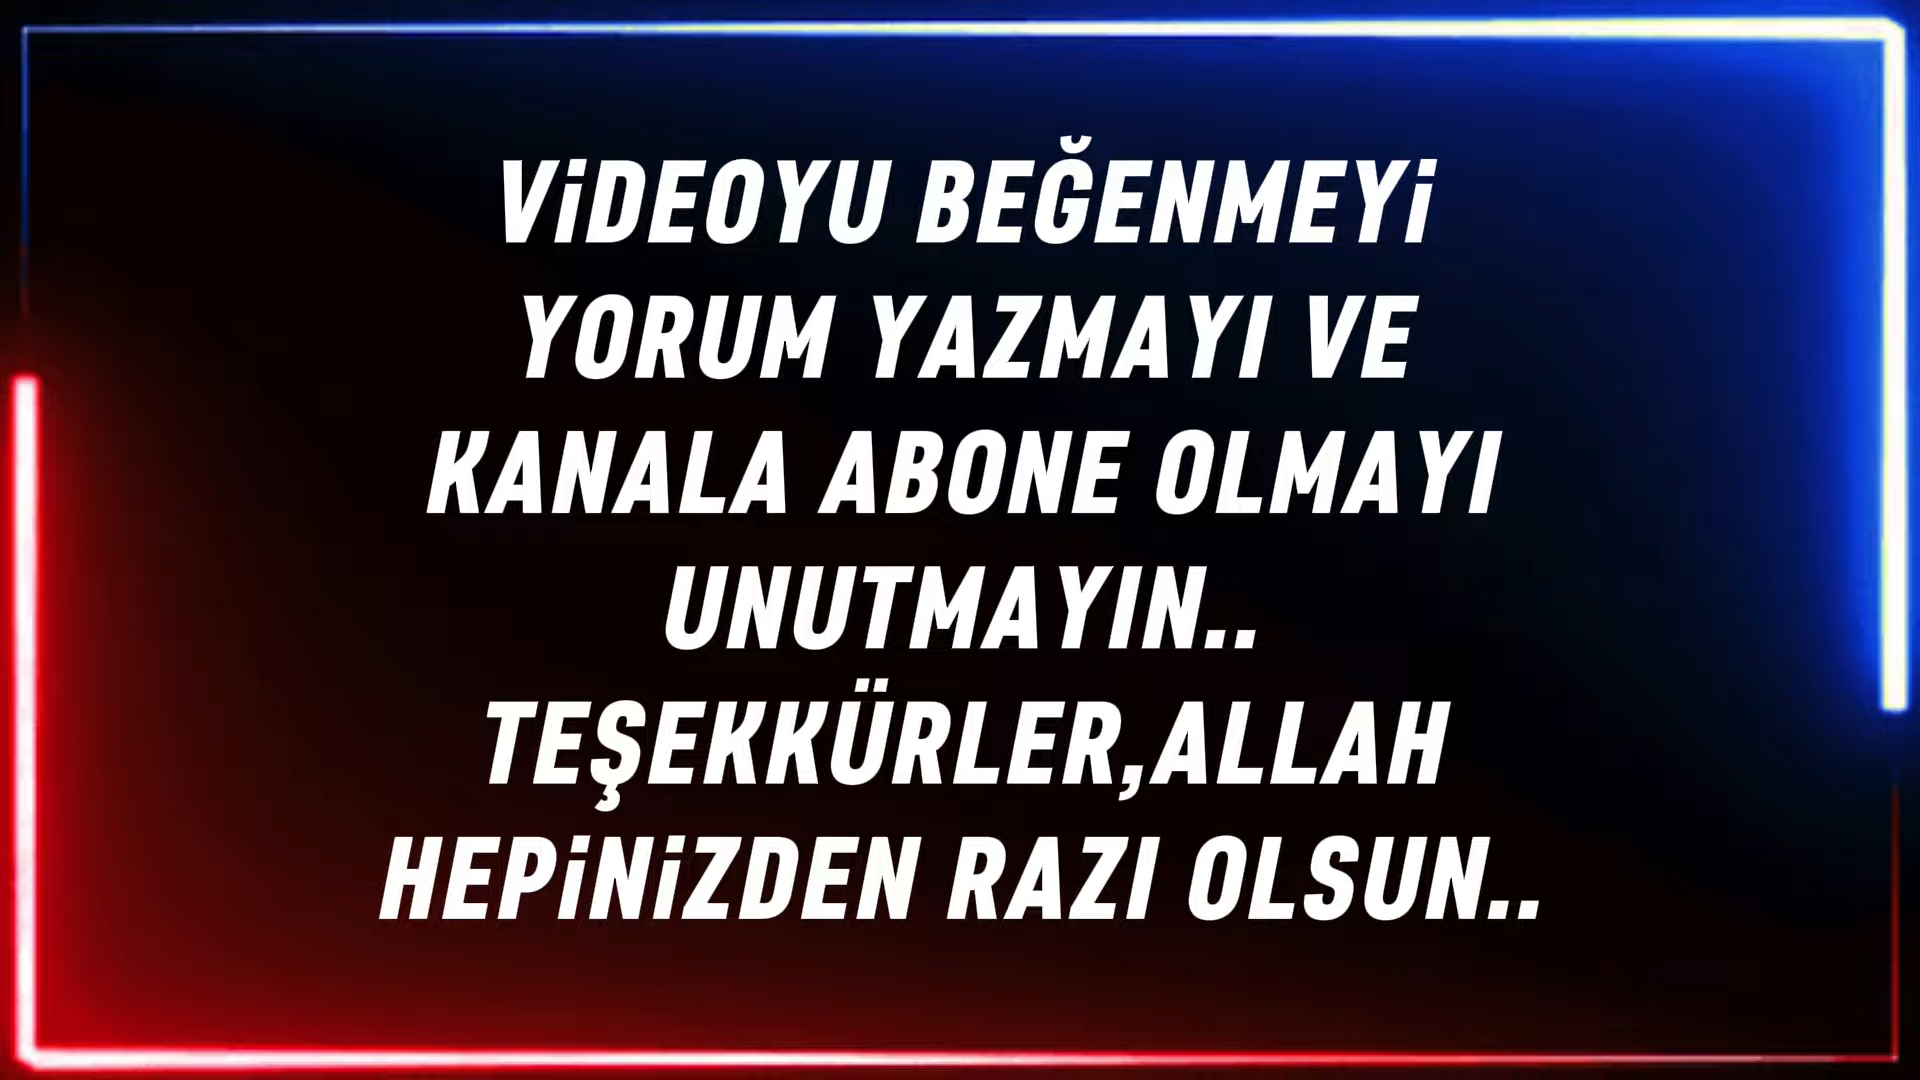 ViDEOYU BEĞENMEYi
YORUM YAZMAYI VE
KANALA ABONE OLMAYI
UNUTMAYIN..
TEŞEKKÜRLER,ALLAH
HEPiNiZDEN RAZI OLSUN..